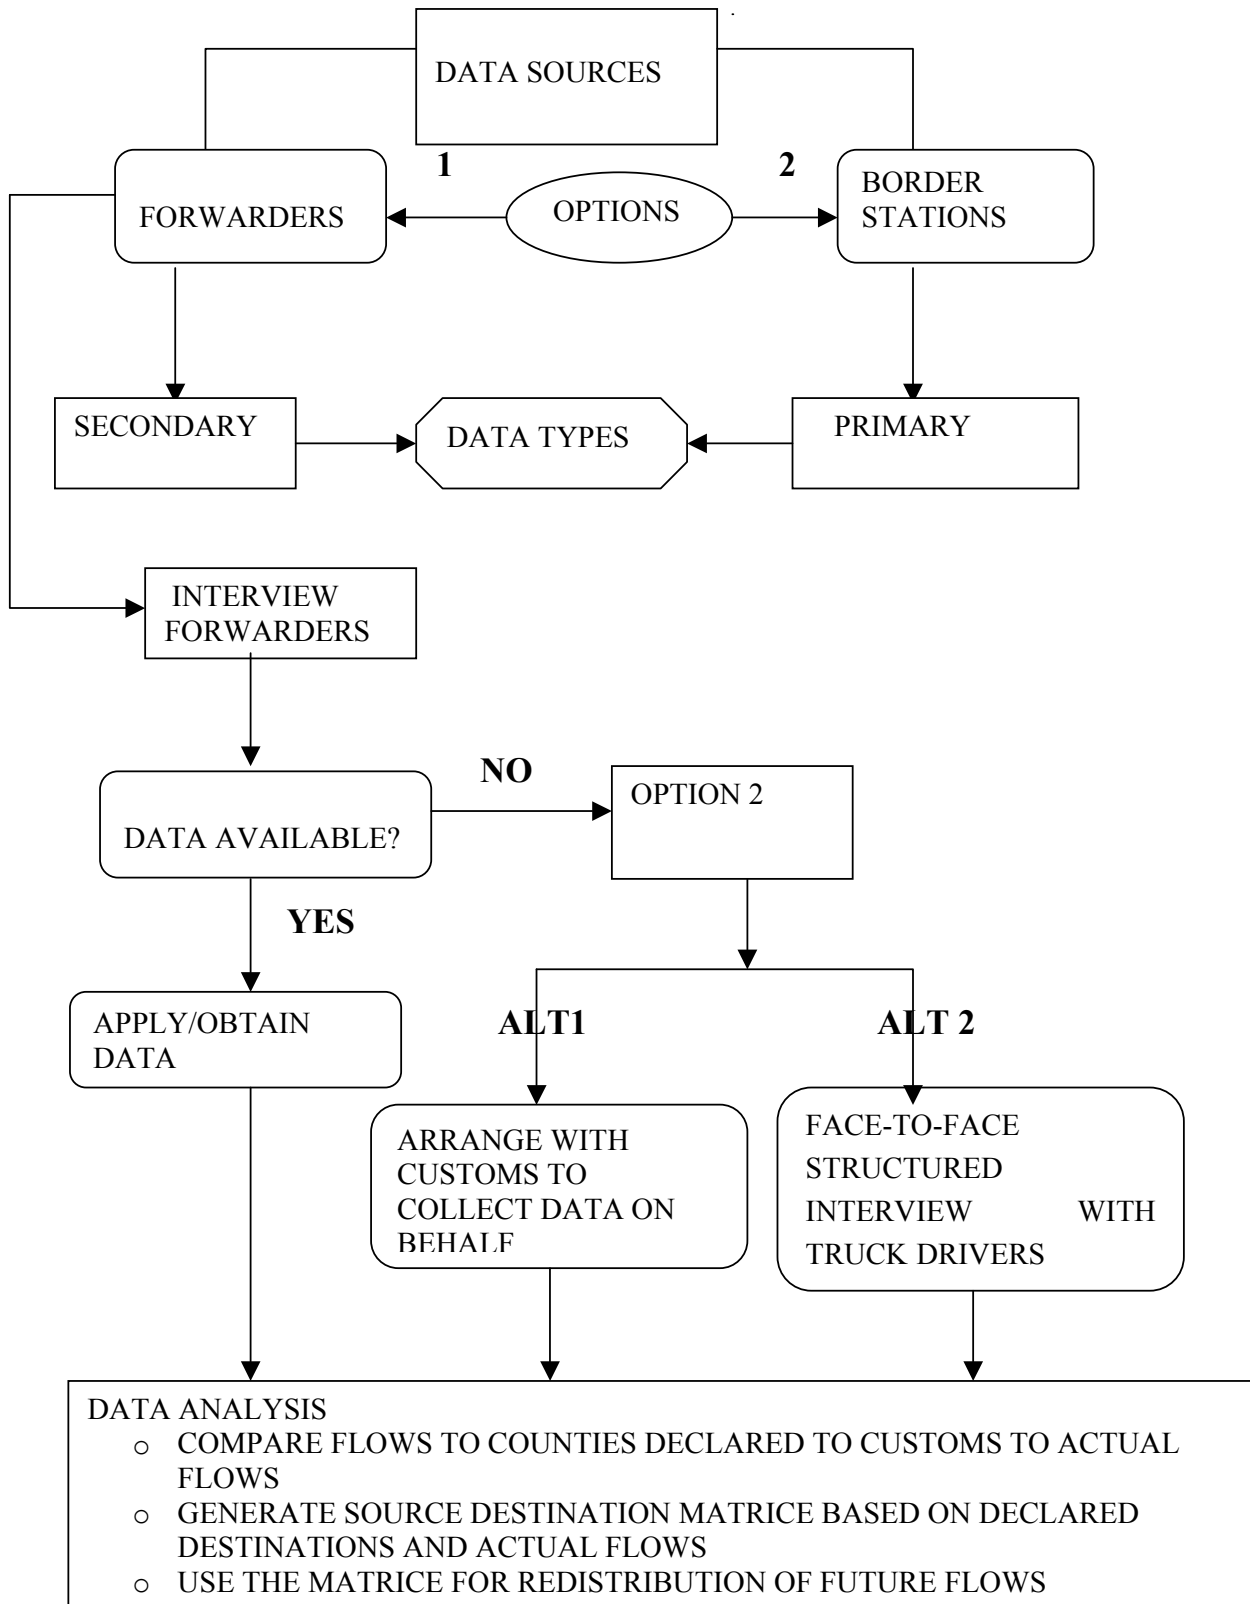 DATA SOURCES
1
2
FORWARDERS
OPTIONS
BORDER
STATIONS
SECONDARY
DATA TYPES
PRIMARY
INTERVIEW
FORWARDERS
NO
OPTION 2
DATA AVAILABLE?
YES
APPLY/OBTAIN
DATA
ALT1
ALT 2
ARRANGE WITH
CUSTOMS TO
COLLECT DATA ON
BEHALF
FACE-TO-FACE
STRUCTURED
INTERVIEW WITH
TRUCK DRIVERS
DATA ANALYSIS
o COMPARE FLOWS TO COUNTIES DECLARED TO CUSTOMS TO ACTUAL
FLOWS
o GENERATE SOURCE DESTINATION MATRICE BASED ON DECLARED
DESTINATIONS AND ACTUAL FLOWS
o USE THE MATRICE FOR REDISTRIBUTION OF FUTURE FLOWS